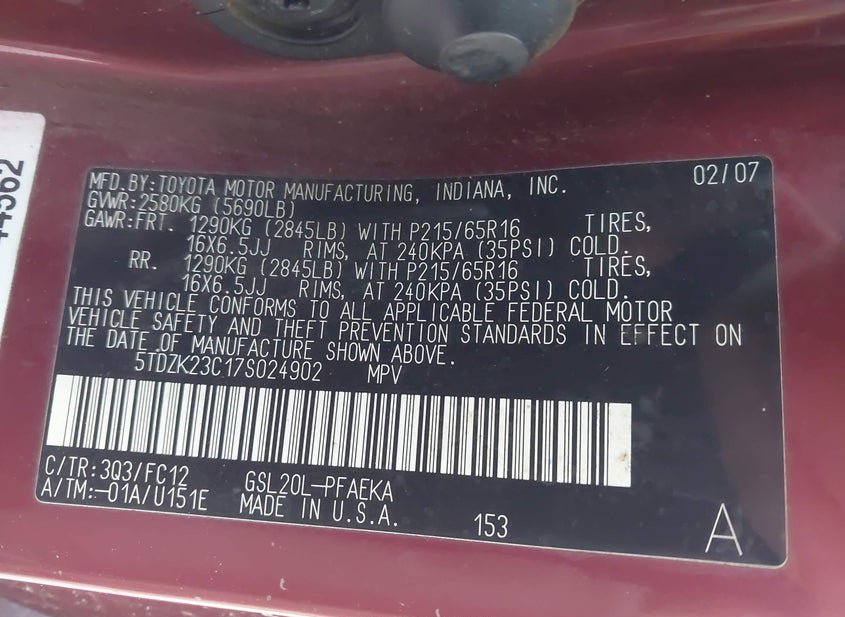 MFD.BY:TOYOTA MOTOR MANUFACTURING, INDIANA, INC. 02/07
GVWR:2580KG (5690LB)
GAWR:FRT. 1290KG (2845LB) WITH P215/65R16 TIRES,
16X6.5JJ RIMS, AT 240KPA (35PSI) COLD.
RR. 1290KG (2845LB) WITH P215/65R16 TIRES,
16X6.5JJ RIMS, AT 240KPA (35PSI) COLD.
THIS VEHICLE CONFORMS TO ALL APPLICABLE FEDERAL MOTOR
VEHICLE SAFETY AND THEFT PREVENTION STANDARDS IN EFFECT ON
THE DATE OF MANUFACTURE SHOWN ABOVE.
5TDZK23C17S024902 MPV
C/TR:3Q3/FC12 GSL20L-PFAEKA
A/TM:-01A/U151E MADE IN U.S.A. 153 A